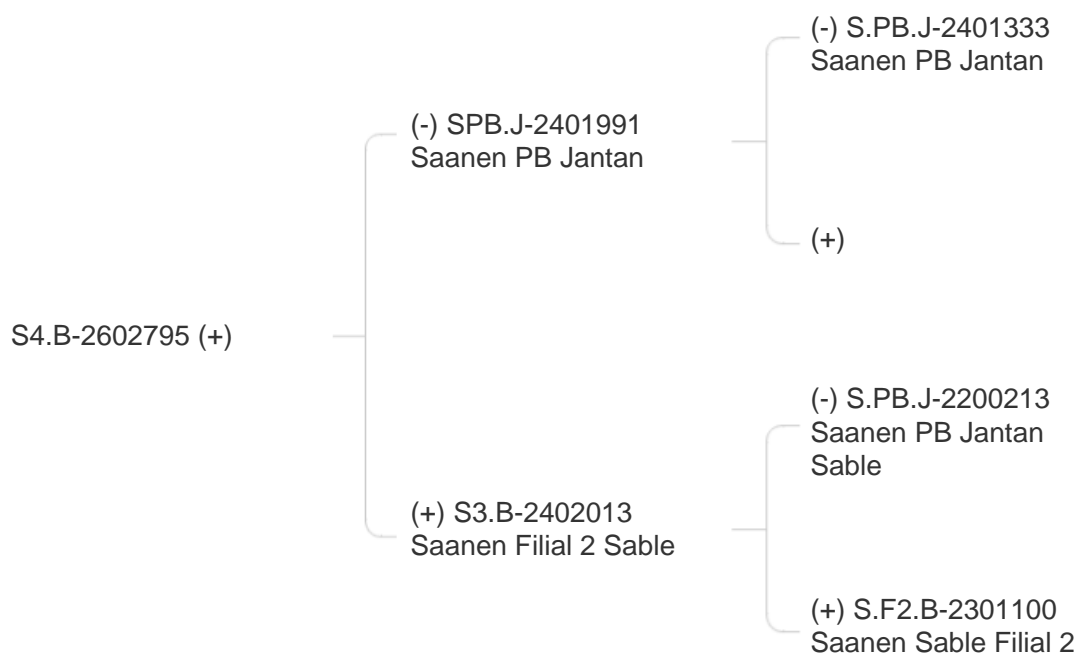 (-) S.PB.J-2401333
Saanen PB Jantan
(-) SPB.J-2401991
Saanen PB Jantan
(+)
S4.B-2602795 (+)
(-) S.PB.J-2200213
Saanen PB Jantan
Sable
(+) S3.B-2402013
Saanen Filial 2 Sable
(+) S.F2.B-2301100
Saanen Sable Filial 2